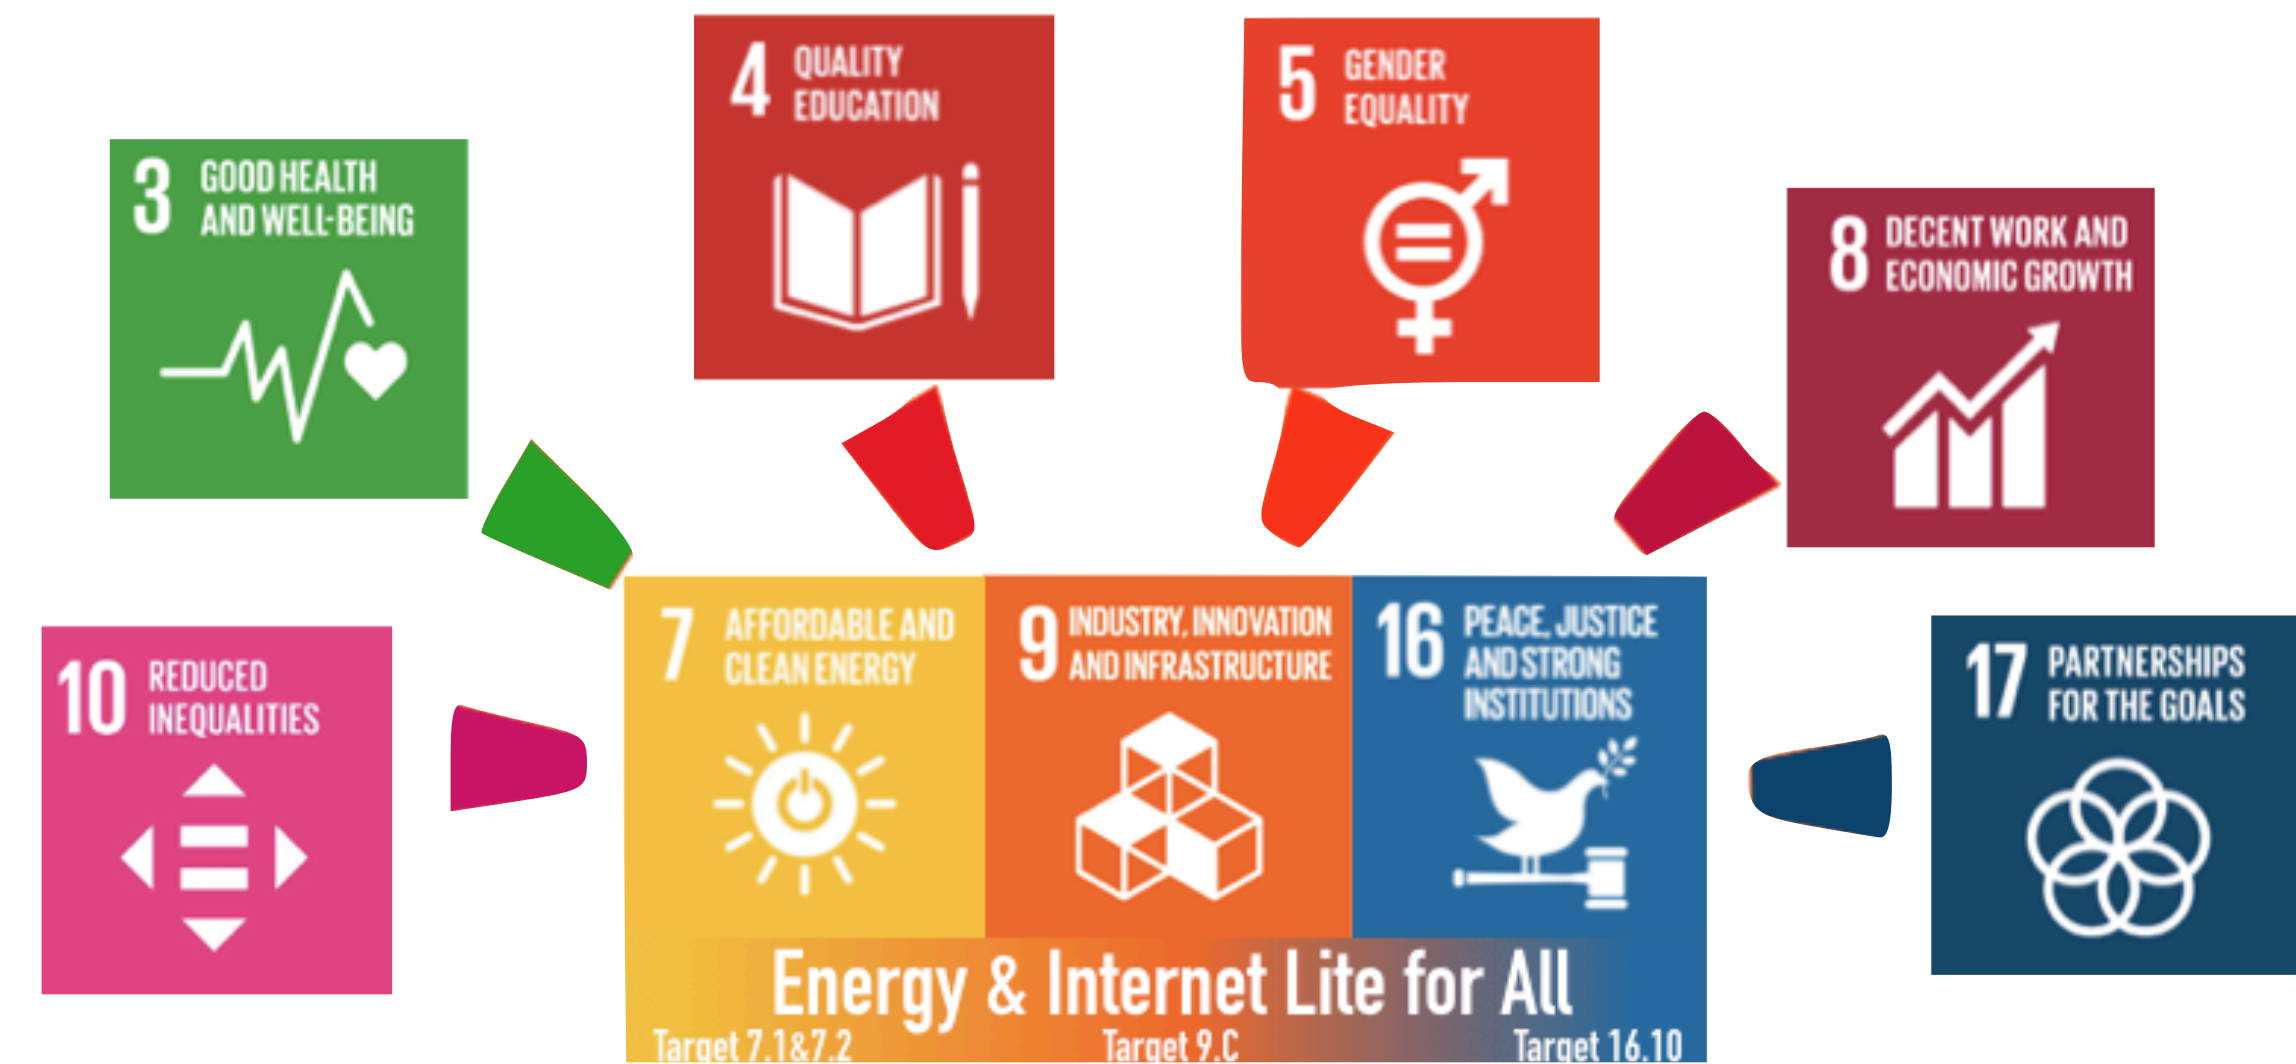 4 QUALITY
EDUCATION
5 GENDER
EQUALITY
3 GOOD HEALTH
AND WELL-BEING
8 DECENT WORK AND
ECONOMIC GROWTH
10 REDUCED
INEQUALITIES
7 AFFORDABLE AND
CLEAN ENERGY
9 INDUSTRY, INNOVATION
AND INFRASTRUCTURE
16 PEACE, JUSTICE
AND STRONG
INSTITUTIONS
17 PARTNERSHIPS
FOR THE GOALS
Energy & Internet Lite for All
Target 7.1&7.2
Target 9.C
Target 16.10